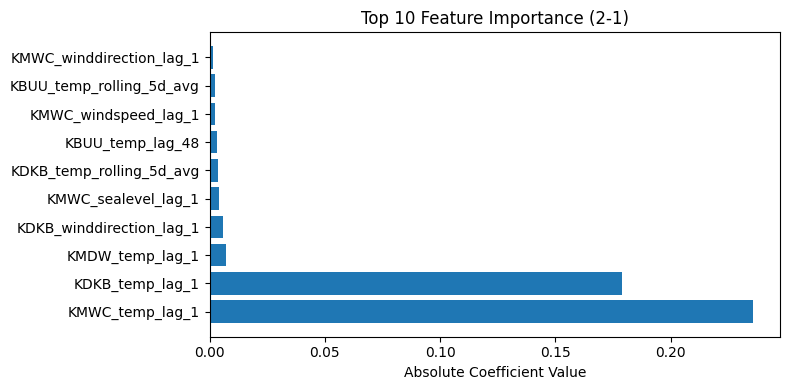 Top 10 Feature Importance (2-1)
KMWC_winddirection_lag_1
KBUU_temp_rolling_5d_avg
KMWC_windspeed_lag_1
KBUU_temp_lag_48
KDKB_temp_rolling_5d_avg
KMWC_sealevel_lag_1
KDKB_winddirection_lag_1
KMDW_temp_lag_1
KDKB_temp_lag_1
KMWC_temp_lag_1
0.00 0.05 0.10 0.15 0.20
Absolute Coefficient Value